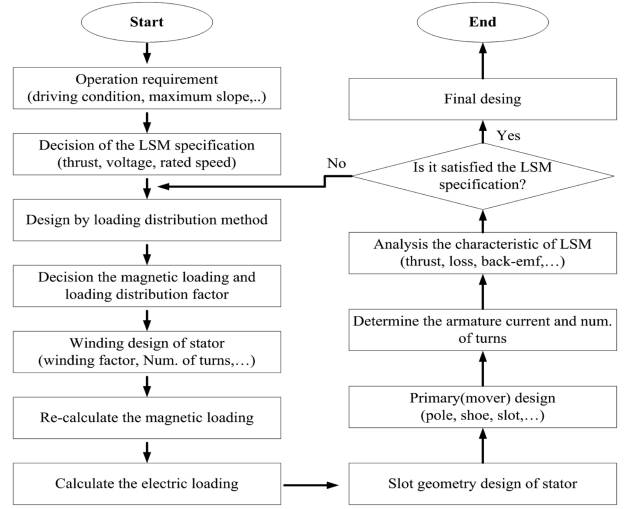 Start
Operation requirement
(driving condition, maximum slope,..)
Decision of the LSM specification
(thrust, voltage, rated speed)
Design by loading distribution method
Decision the magnetic loading and
loading distribution factor
Winding design of stator
(winding factor, Num. of turns,…)
Re-calculate the magnetic loading
Calculate the electric loading
Slot geometry design of stator
Primary(mover) design
(pole, shoe, slot,…)
Determine the armature current and num.
of turns
Analysis the characteristic of LSM
(thrust, loss, back-emf,…)
Is it satisfied the LSM
specification?
No
Yes
Final desing
End